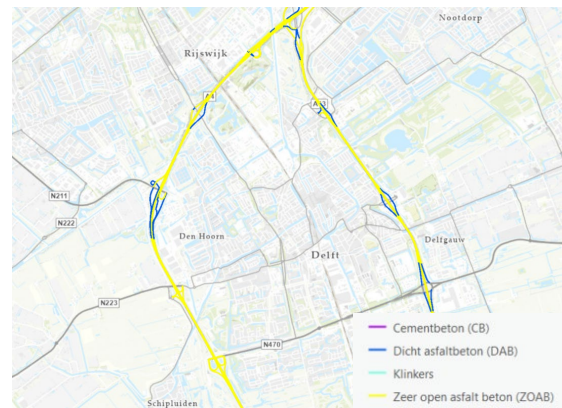 Nootdorp
Rijswijk
A4
A13
N211
N222
Den Hoorn
Delfgauw
Delft
N223
N470
Schipluiden
Cementbeton (CB)
Dicht asfaltbeton (DAB)
Klinkers
Zeer open asfalt beton (ZOAB)